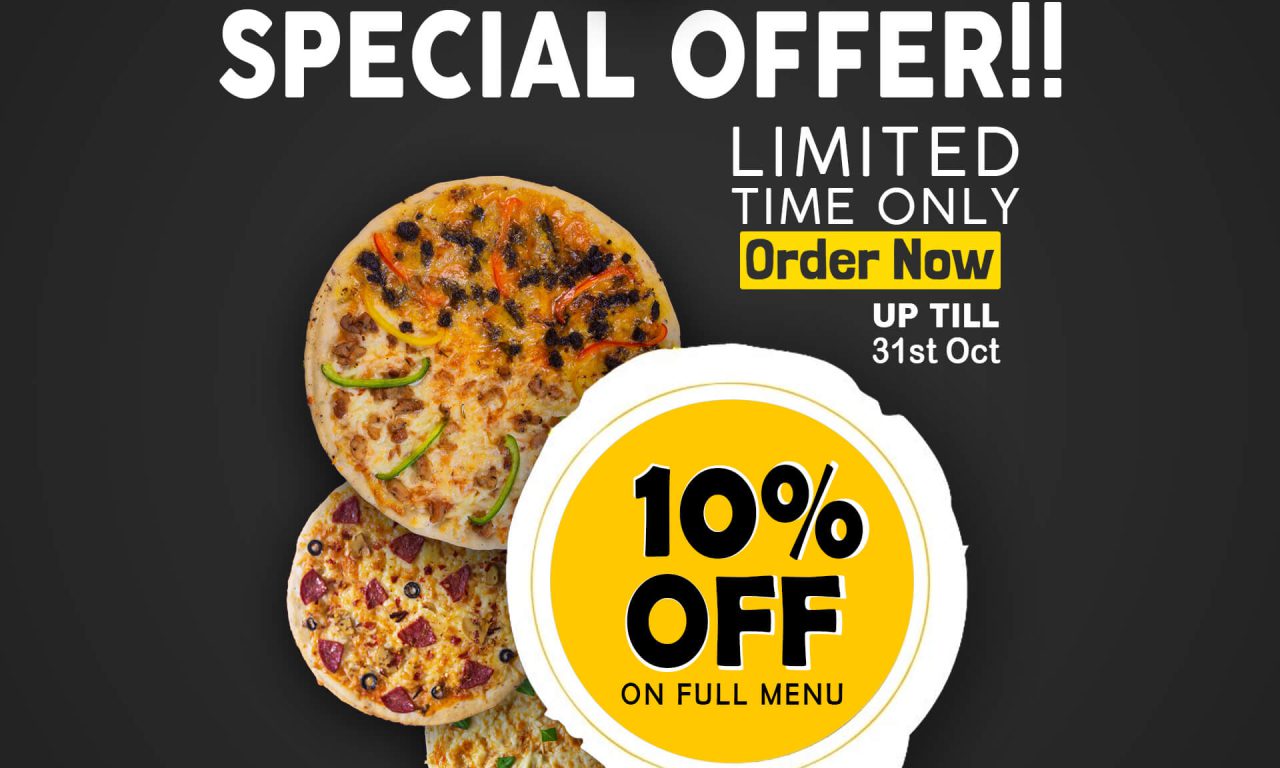 SPECIAL OFFER!!
LIMITED
TIME ONLY
Order Now
UP TILL
31st Oct
10%
OFF
ON FULL MENU